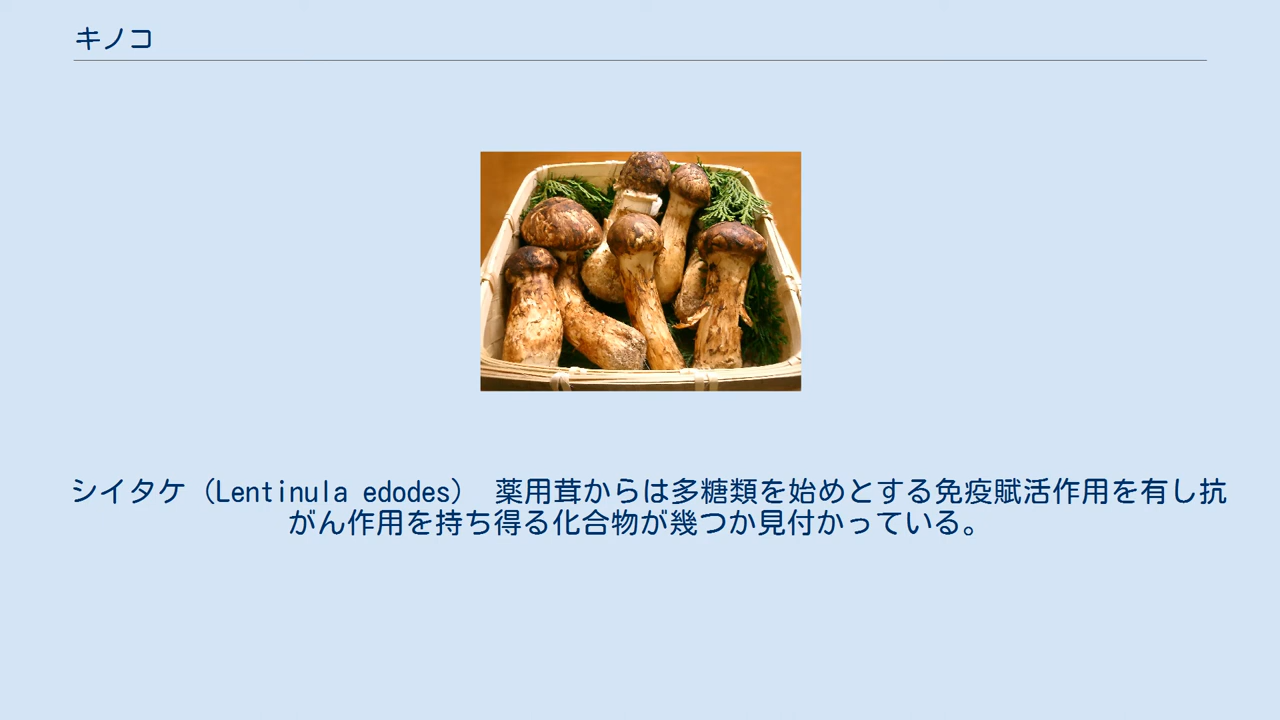 キノコ
シイタケ（Lentinula edodes） 薬用茸からは多糖類を始めとする免疫賦活作用を有し抗
がん作用を持ち得る化合物が幾つか見付かっている。